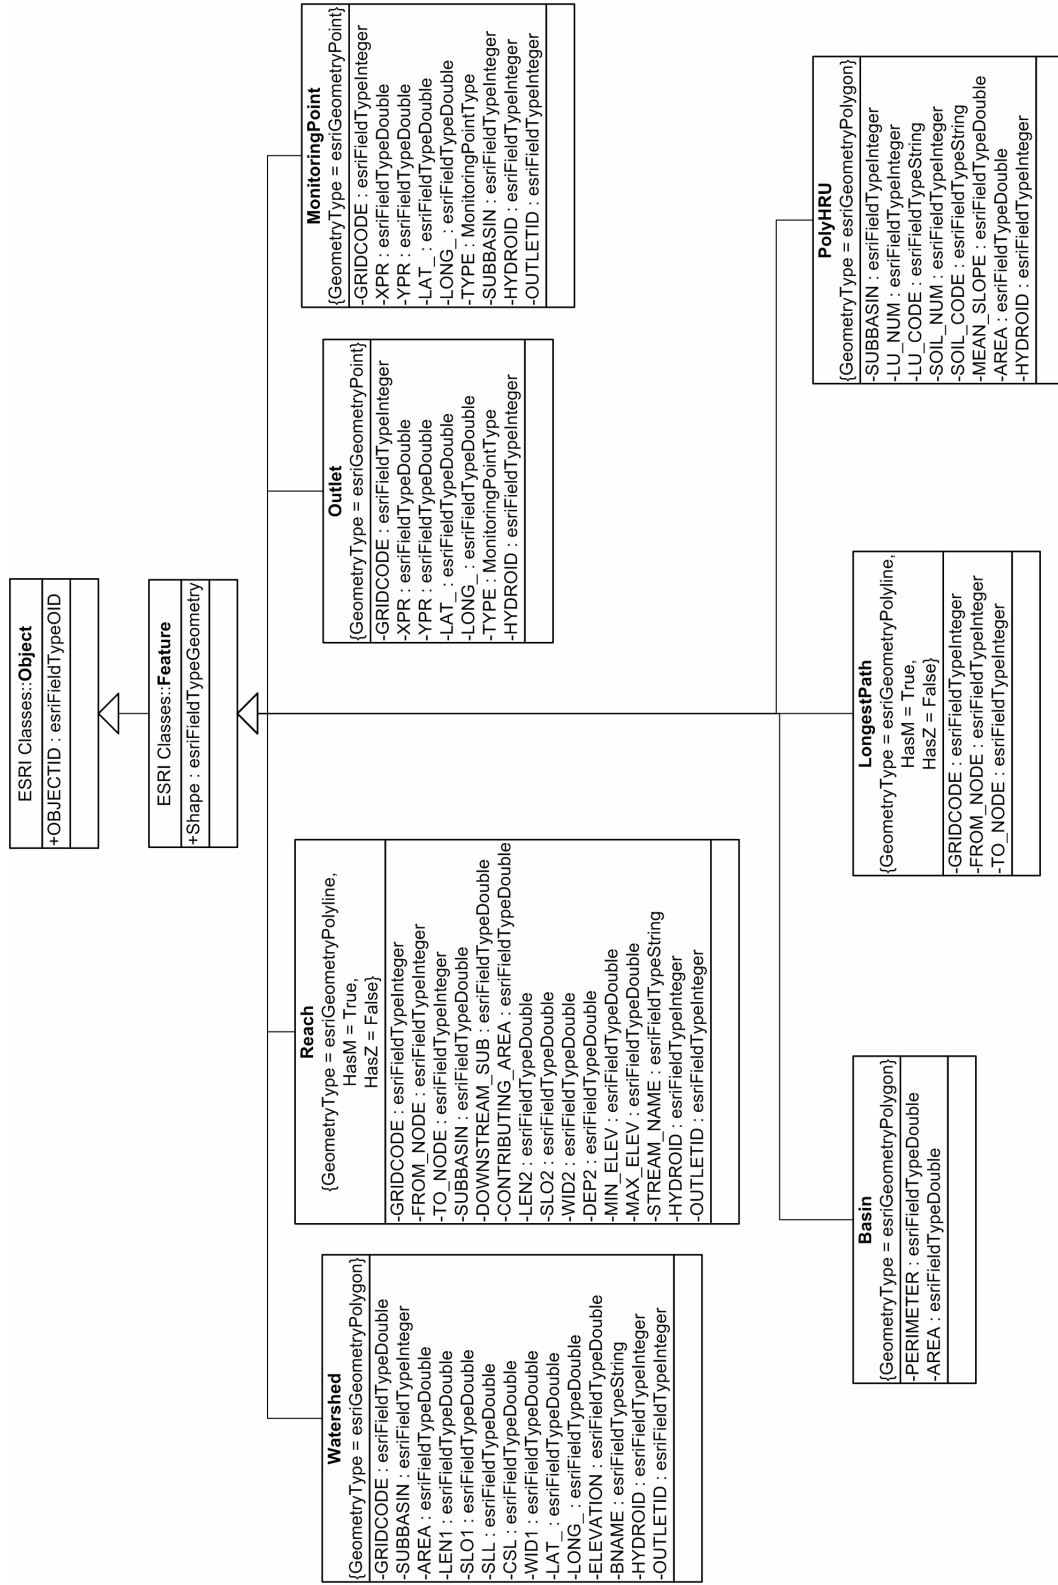 ESRI Classes::Object
+OBJECTID : esriFieldTypeOID
ESRI Classes::Feature
+Shape : esriFieldTypeGeometry
Watershed
{GeometryType = esriGeometryPolygon}
-GRIDCODE : esriFieldTypeDouble
-SUBBASIN : esriFieldTypeInteger
-AREA : esriFieldTypeDouble
-LEN1 : esriFieldTypeDouble
-SLO1 : esriFieldTypeDouble
-SLL : esriFieldTypeDouble
-CSL : esriFieldTypeDouble
-WID1 : esriFieldTypeDouble
-LAT_ : esriFieldTypeDouble
-LONG_ : esriFieldTypeDouble
-ELEVATION : esriFieldTypeDouble
-BNAME : esriFieldTypeString
-HYDROID : esriFieldTypeInteger
-OUTLETID : esriFieldTypeInteger
Reach
{GeometryType = esriGeometryPolyline,
HasM = True,
HasZ = False}
-GRIDCODE : esriFieldTypeInteger
-FROM_NODE : esriFieldTypeInteger
-TO_NODE : esriFieldTypeInteger
-SUBBASIN : esriFieldTypeDouble
-DOWNSTREAM_SUB : esriFieldTypeDouble
-CONTRIBUTING_AREA : esriFieldTypeDouble
-LEN2 : esriFieldTypeDouble
-SLO2 : esriFieldTypeDouble
-WID2 : esriFieldTypeDouble
-DEP2 : esriFieldTypeDouble
-MIN_ELEV : esriFieldTypeDouble
-MAX_ELEV : esriFieldTypeDouble
-STREAM_NAME : esriFieldTypeString
-HYDROID : esriFieldTypeInteger
-OUTLETID : esriFieldTypeInteger
Outlet
{GeometryType = esriGeometryPoint}
-GRIDCODE : esriFieldTypeInteger
-XPR : esriFieldTypeDouble
-YPR : esriFieldTypeDouble
-LAT_ : esriFieldTypeDouble
-LONG_ : esriFieldTypeDouble
-TYPE : MonitoringPointType
-HYDROID : esriFieldTypeInteger
MonitoringPoint
{GeometryType = esriGeometryPoint}
-GRIDCODE : esriFieldTypeInteger
-XPR : esriFieldTypeDouble
-YPR : esriFieldTypeDouble
-LAT_ : esriFieldTypeDouble
-LONG_ : esriFieldTypeDouble
-TYPE : MonitoringPointType
-SUBBASIN : esriFieldTypeInteger
-HYDROID : esriFieldTypeInteger
-OUTLETID : esriFieldTypeInteger
Basin
{GeometryType = esriGeometryPolygon}
-PERIMETER : esriFieldTypeDouble
-AREA : esriFieldTypeDouble
LongestPath
{GeometryType = esriGeometryPolyline,
HasM = True,
HasZ = False}
-GRIDCODE : esriFieldTypeInteger
-FROM_NODE : esriFieldTypeInteger
-TO_NODE : esriFieldTypeInteger
PolyHRU
{GeometryType = esriGeometryPolygon}
-SUBBASIN : esriFieldTypeInteger
-LU_NUM : esriFieldTypeInteger
-LU_CODE : esriFieldTypeString
-SOIL_NUM : esriFieldTypeInteger
-SOIL_CODE : esriFieldTypeString
-MEAN_SLOPE : esriFieldTypeDouble
-AREA : esriFieldTypeDouble
-HYDROID : esriFieldTypeInteger